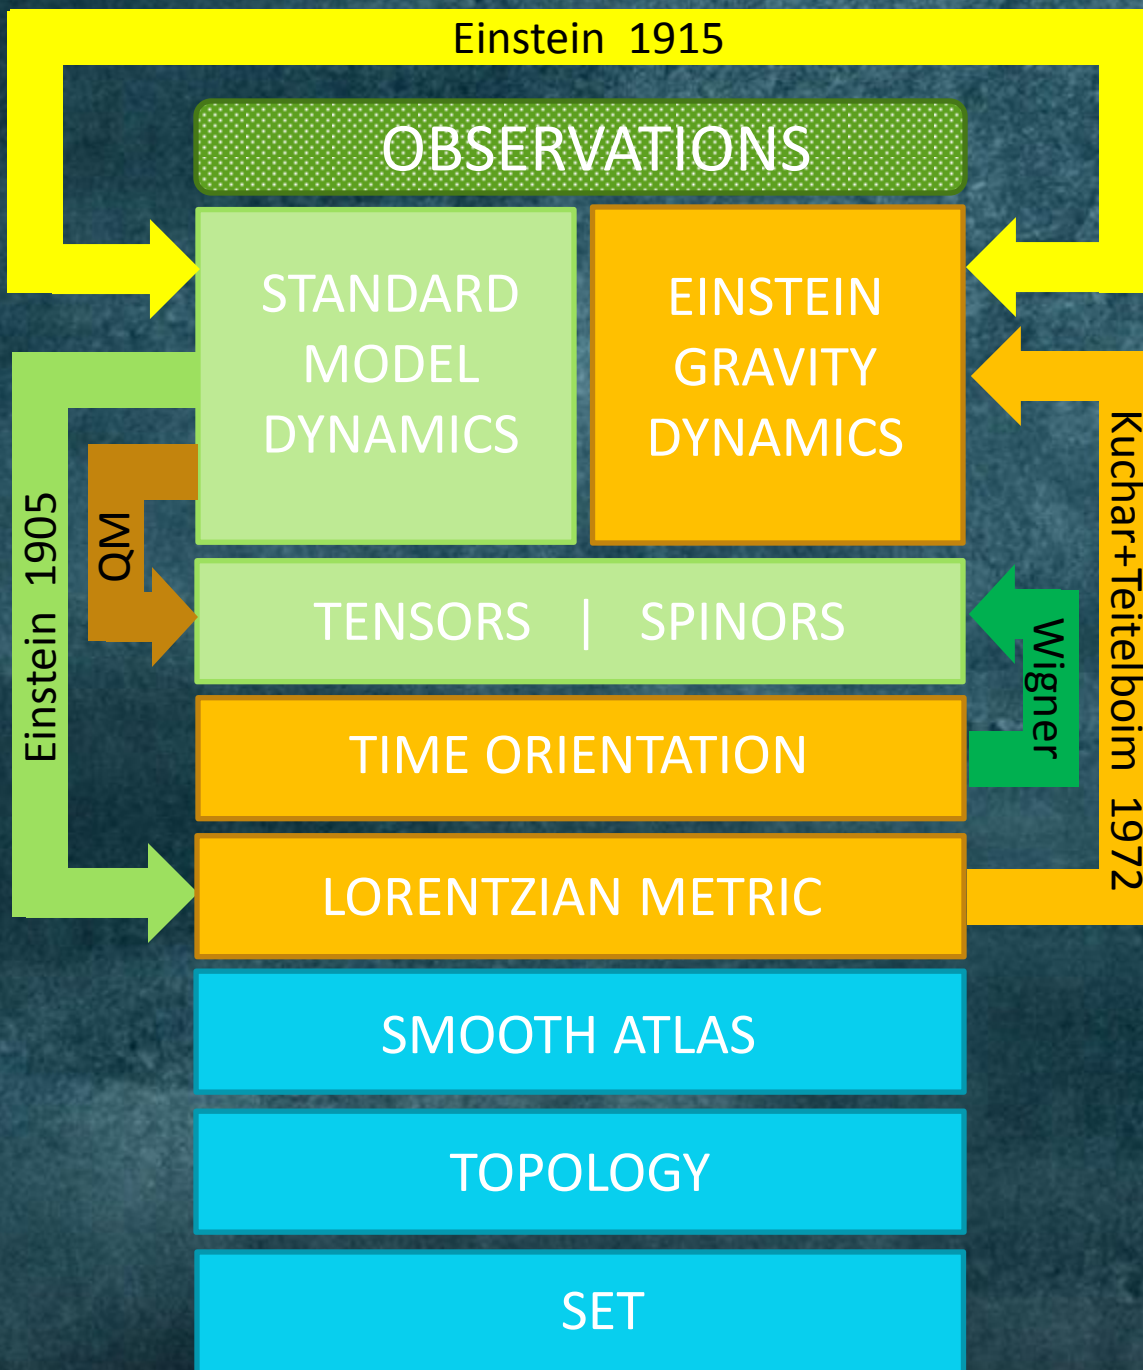 Einstein 1915
OBSERVATIONS
STANDARD
MODEL
DYNAMICS
EINSTEIN
GRAVITY
DYNAMICS
Einstein 1905
QM
Kuchar+Teitelboim 1972
TENSORS | SPINORS
Wigner
TIME ORIENTATION
LORENTZIAN METRIC
SMOOTH ATLAS
TOPOLOGY
SET